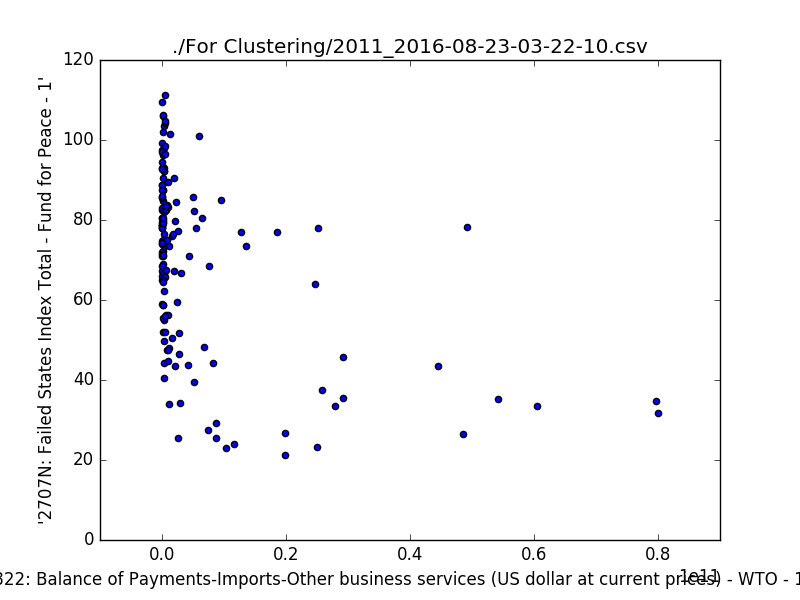 ./For Clustering/2011_2016-08-23-03-22-10.csv
'2707N: Failed States Index Total - Fund for Peace - 1'
120
100
80
60
40
20
0
0.0 0.2 0.4 0.6 0.8
1e11
322: Balance of Payments-Imports-Other business services (US dollar at current prices) - WTO - 1